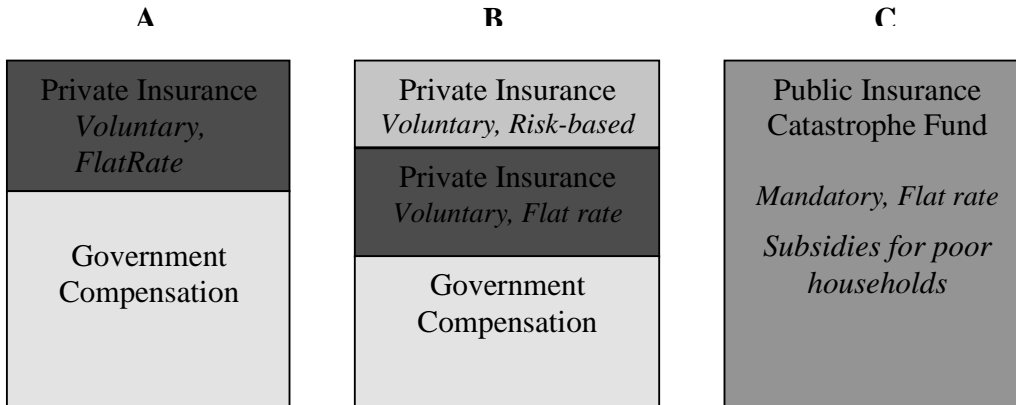 A
Private Insurance
Voluntary,
FlatRate
Government
Compensation
B
Private Insurance
Voluntary, Risk-based
Private Insurance
Voluntary, Flat rate
Government
Compensation
C
Public Insurance
Catastrophe Fund
Mandatory, Flat rate
Subsidies for poor
households